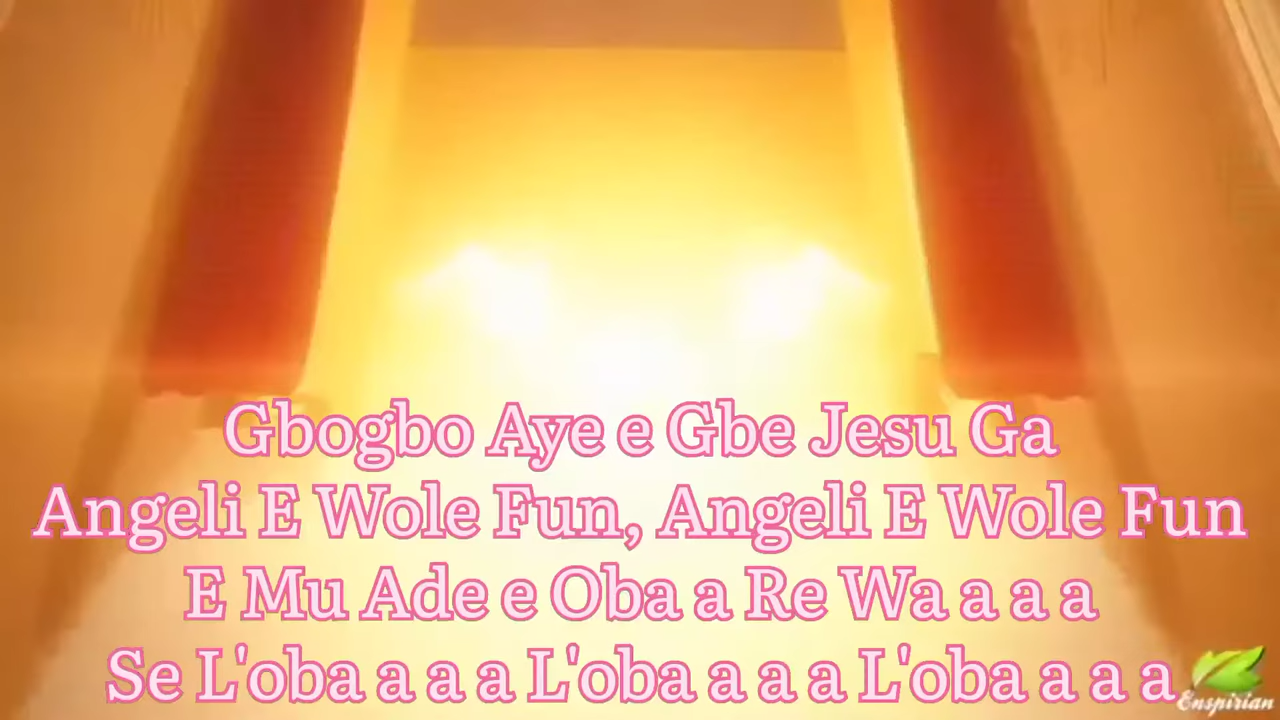 Gbogbo Aye e Gbe Jesu Ga
Angeli E Wole Fun, Angeli E Wole Fun
E Mu Ade e Oba a Re Wa a a a
Se L'oba a a a a L'oba a a a a L'oba a a a a
Enspirian